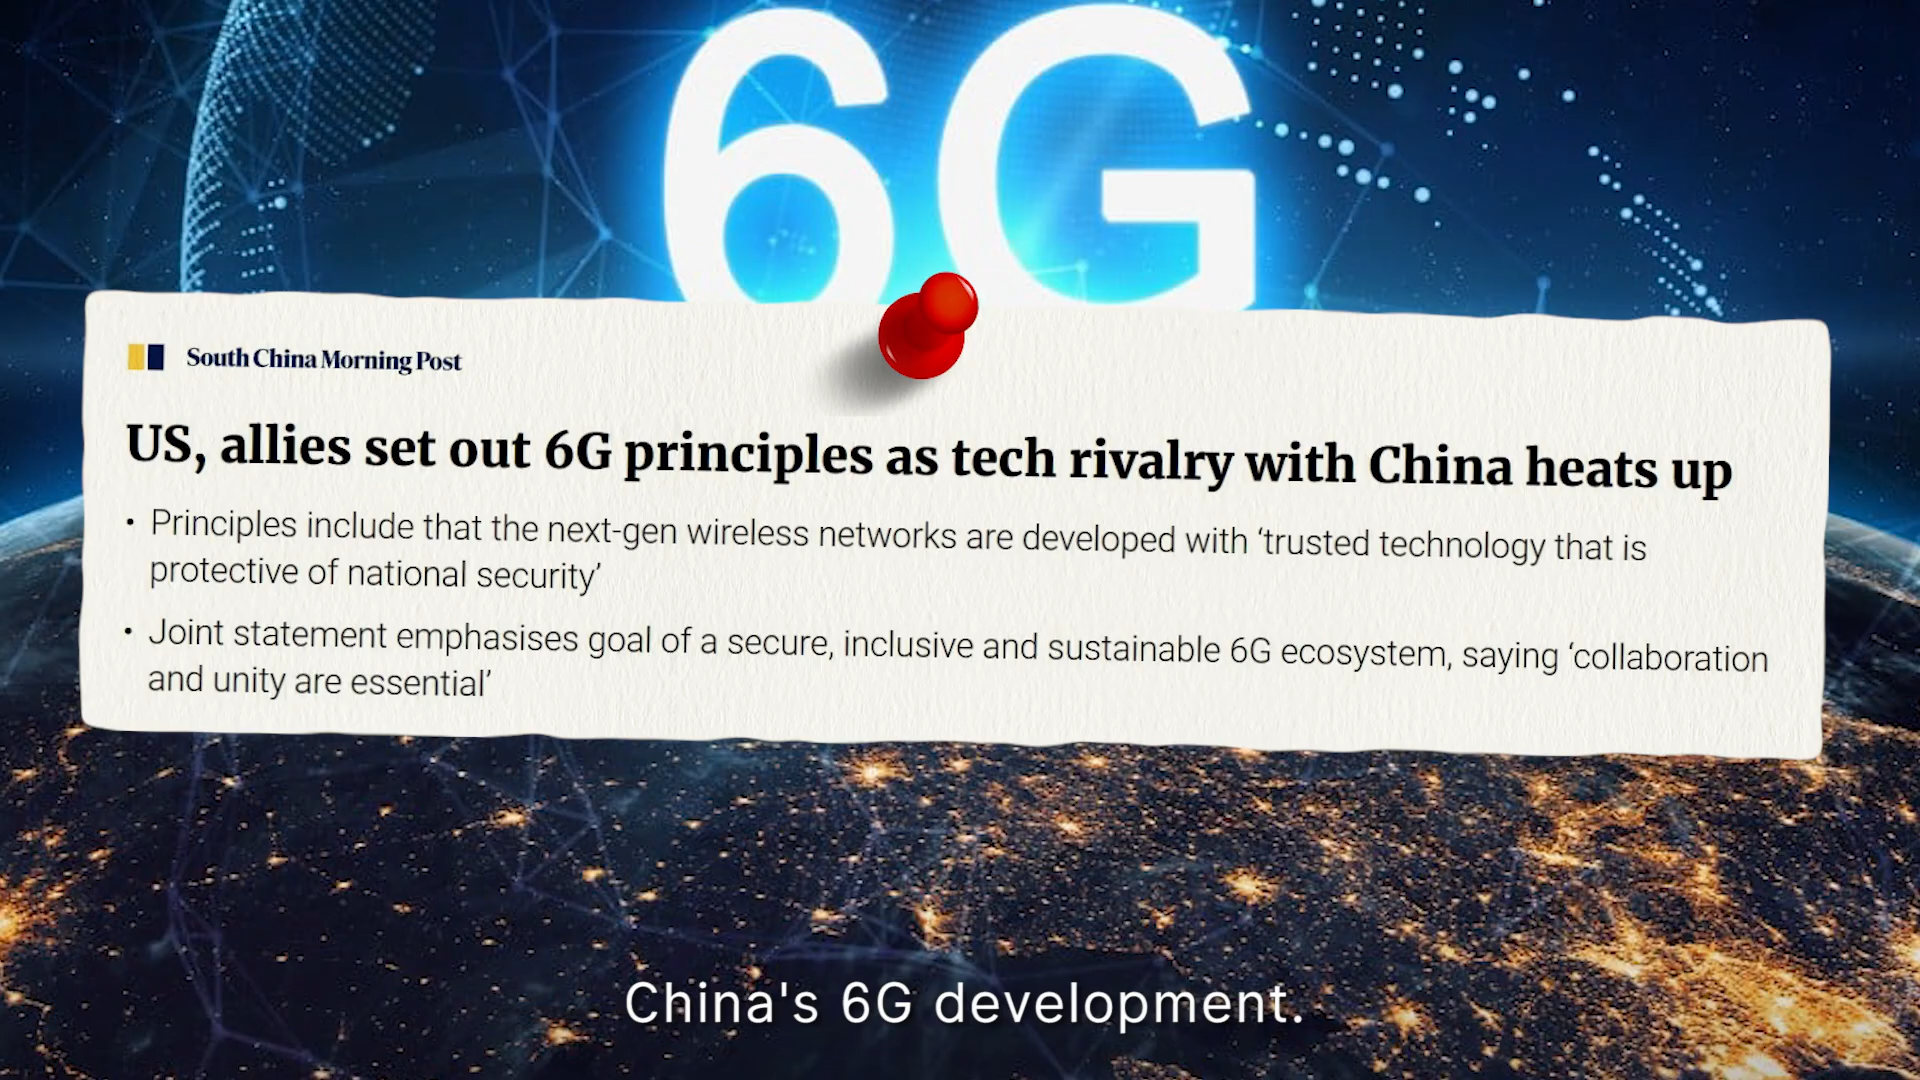 6G
South China Morning Post
US, allies set out 6G principles as tech rivalry with China heats up
• Principles include that the next-gen wireless networks are developed with ‘trusted technology that is
protective of national security’
• Joint statement emphasises goal of a secure, inclusive and sustainable 6G ecosystem, saying ‘collaboration
and unity are essential’
China's 6G development.